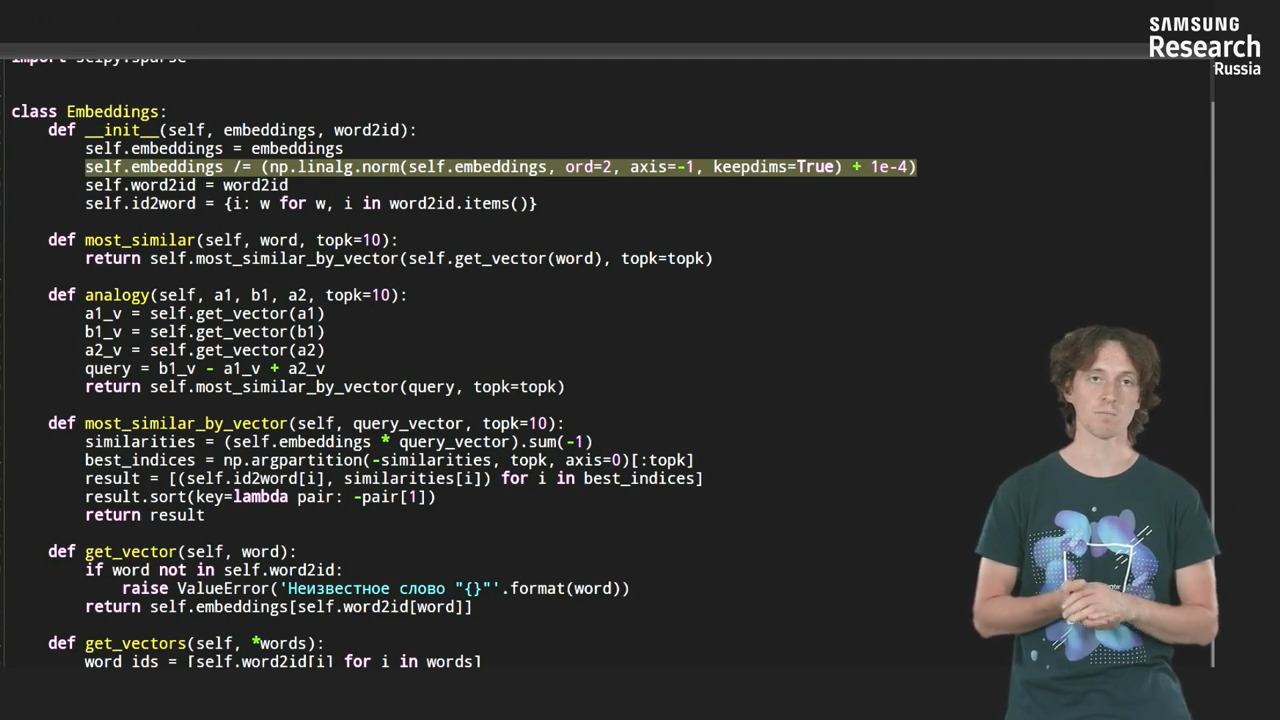 SAMSUNG
Research
Russia
import scipy.sparse
class Embeddings:
    def __init__(self, embeddings, word2id):
        self.embeddings = embeddings
        self.embeddings /= (np.linalg.norm(self.embeddings, ord=2, axis=-1, keepdims=True) + 1e-4)
        self.word2id = word2id
        self.id2word = {i: w for w, i in word2id.items()}
    def most_similar(self, word, topk=10):
        return self.most_similar_by_vector(self.get_vector(word), topk=topk)
    def analogy(self, a1, b1, a2, topk=10):
        a1_v = self.get_vector(a1)
        b1_v = self.get_vector(b1)
        a2_v = self.get_vector(a2)
        query = b1_v - a1_v + a2_v
        return self.most_similar_by_vector(query, topk=topk)
    def most_similar_by_vector(self, query_vector, topk=10):
        similarities = (self.embeddings * query_vector).sum(-1)
        best_indices = np.argpartition(-similarities, topk, axis=0)[:topk]
        result = [(self.id2word[i], similarities[i]) for i in best_indices]
        result.sort(key=lambda pair: -pair[1])
        return result
    def get_vector(self, word):
        if word not in self.word2id:
            raise ValueError('Неизвестное слово "{}"'.format(word))
        return self.embeddings[self.word2id[word]]
    def get_vectors(self, *words):
        word_ids = [self.word2id[i] for i in words]